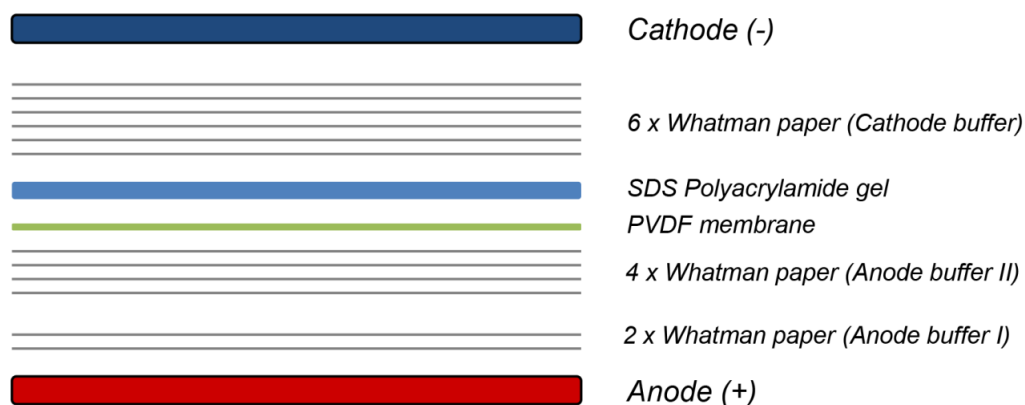 Cathode (-)
6 x Whatman paper (Cathode buffer)
SDS Polyacrylamide gel
PVDF membrane
4 x Whatman paper (Anode buffer II)
2 x Whatman paper (Anode buffer I)
Anode (+)